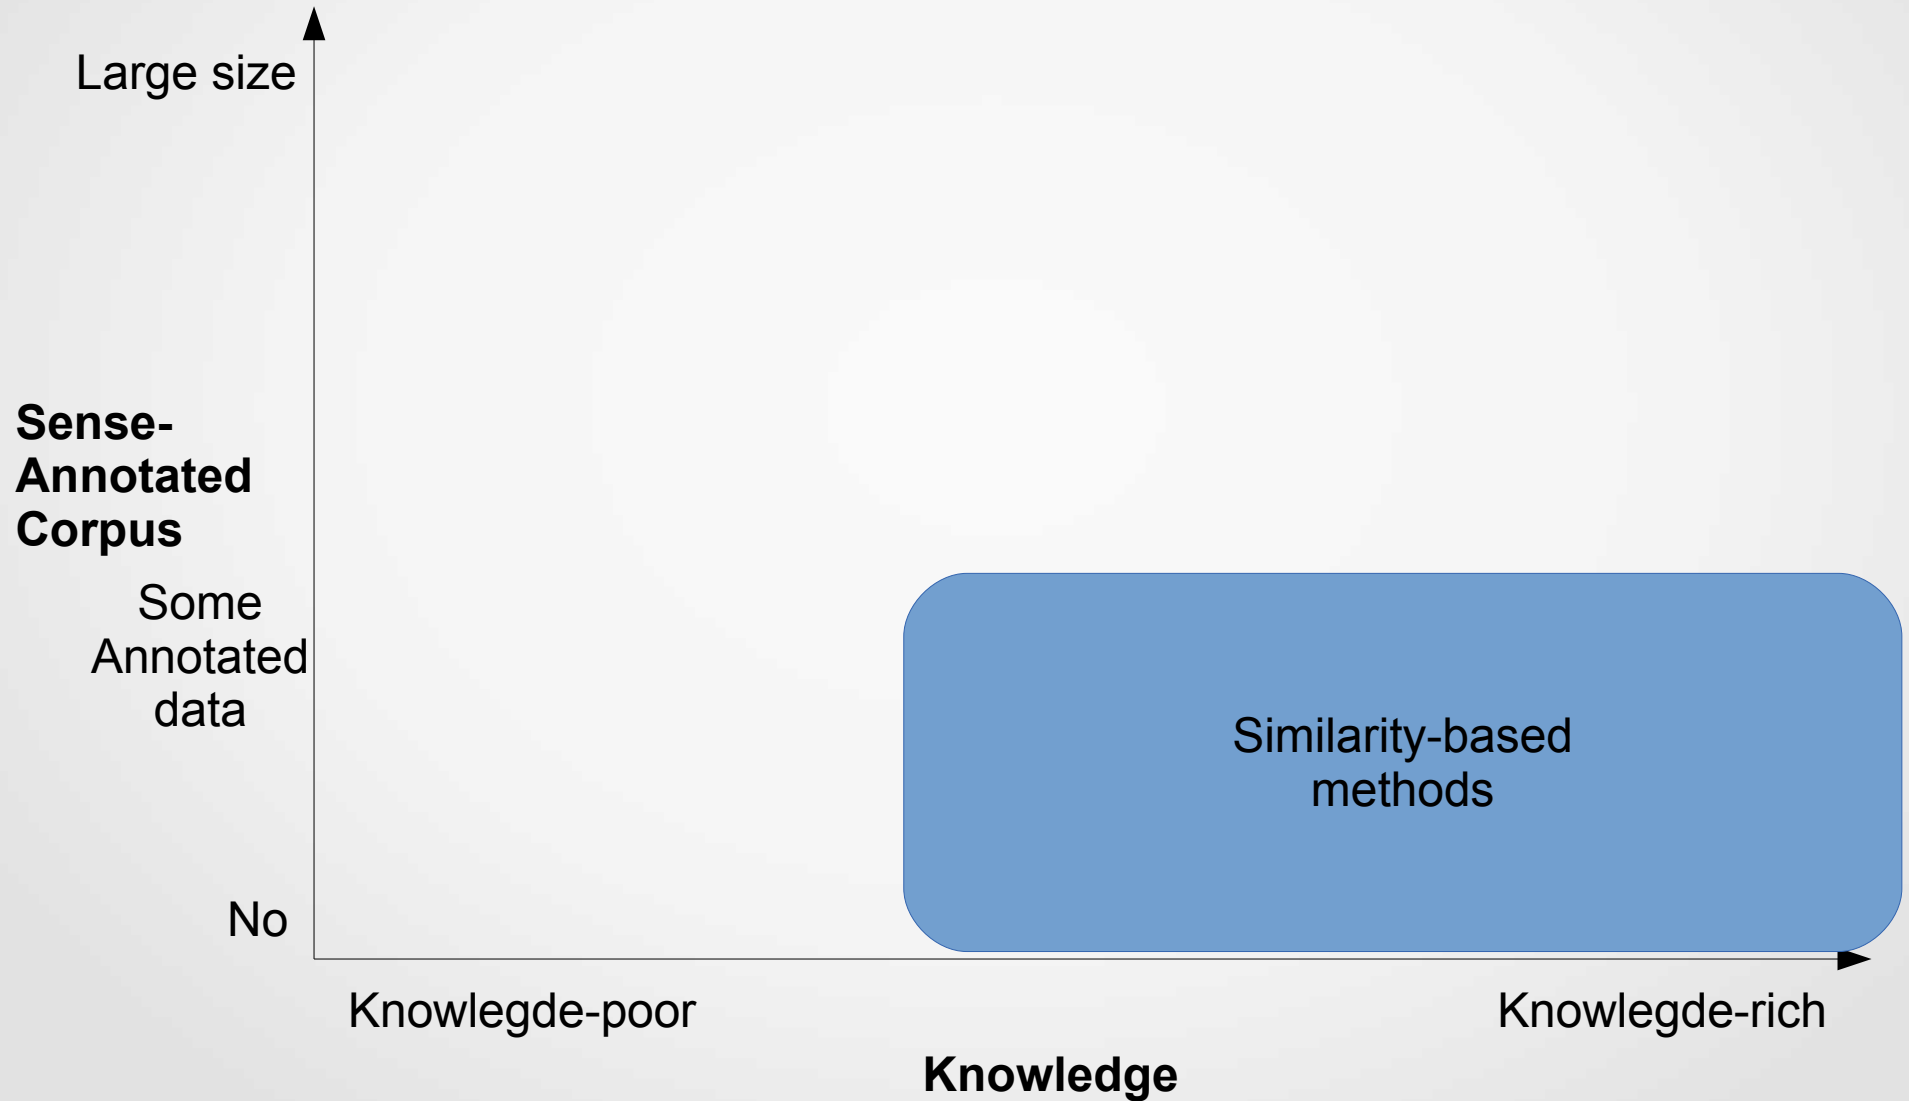 Large size
Sense-
Annotated
Corpus
Some
Annotated
data
Similarity-based
methods
No
Knowlegde-poor
Knowlegde-rich
Knowledge